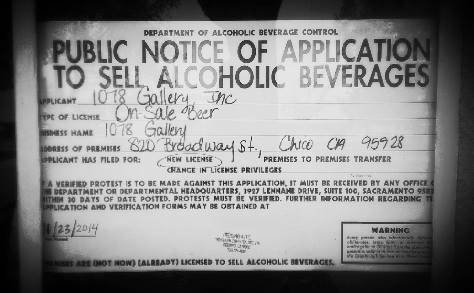 DEPARTMENT OF ALCOHOLIC BEVERAGE CONTROL
PUBLIC NOTICE OF APPLICATION
TO SELL ALCOHOLIC BEVERAGES
APPLICANT 1078 Gallery, Inc
TYPE OF LICENSE On Sale Beer
BUSINESS NAME 1078 Gallery
ADDRESS OF PREMISES 820 Broadway St., Chico CA 95928
APPLICANT HAS FILED FOR: NEW LICENSE PREMISES TO PREMISES TRANSFER
CHANGE IN LICENSE PRIVILEGES
A VERIFIED PROTEST IS TO BE MADE AGAINST THIS APPLICATION, IT MUST BE RECEIVED BY ANY OFFICE
DEPARTMENT OR DEPARTMENTAL HEADQUARTERS, 1927 LENNANE DRIVE, SUITE 100, SACRAMENTO
30 DAYS OF DATE POSTED. PROTESTS MUST BE VERIFIED. FURTHER INFORMATION REGARDING
APPLICATION AND VERIFICATION FORMS MAY BE OBTAINED AT
/23/2014
WARNING
ARE (NOT NOW) (ALREADY) LICENSED TO SELL ALCOHOLIC BEVERAGES.